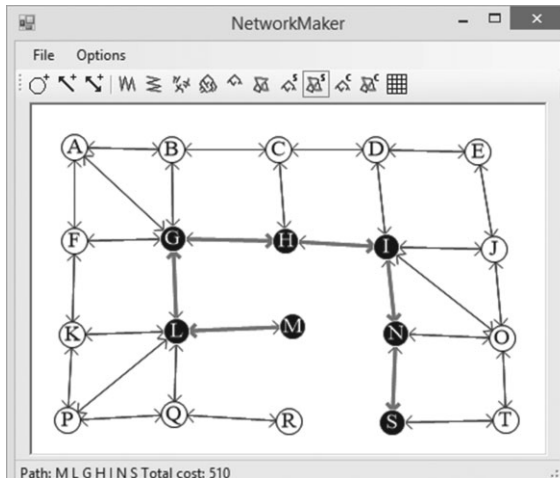 NetworkMaker
File Options
A B C D E
F G H I J
K L M N O
P Q R S T
Path: M L G H I N S Total cost: 510